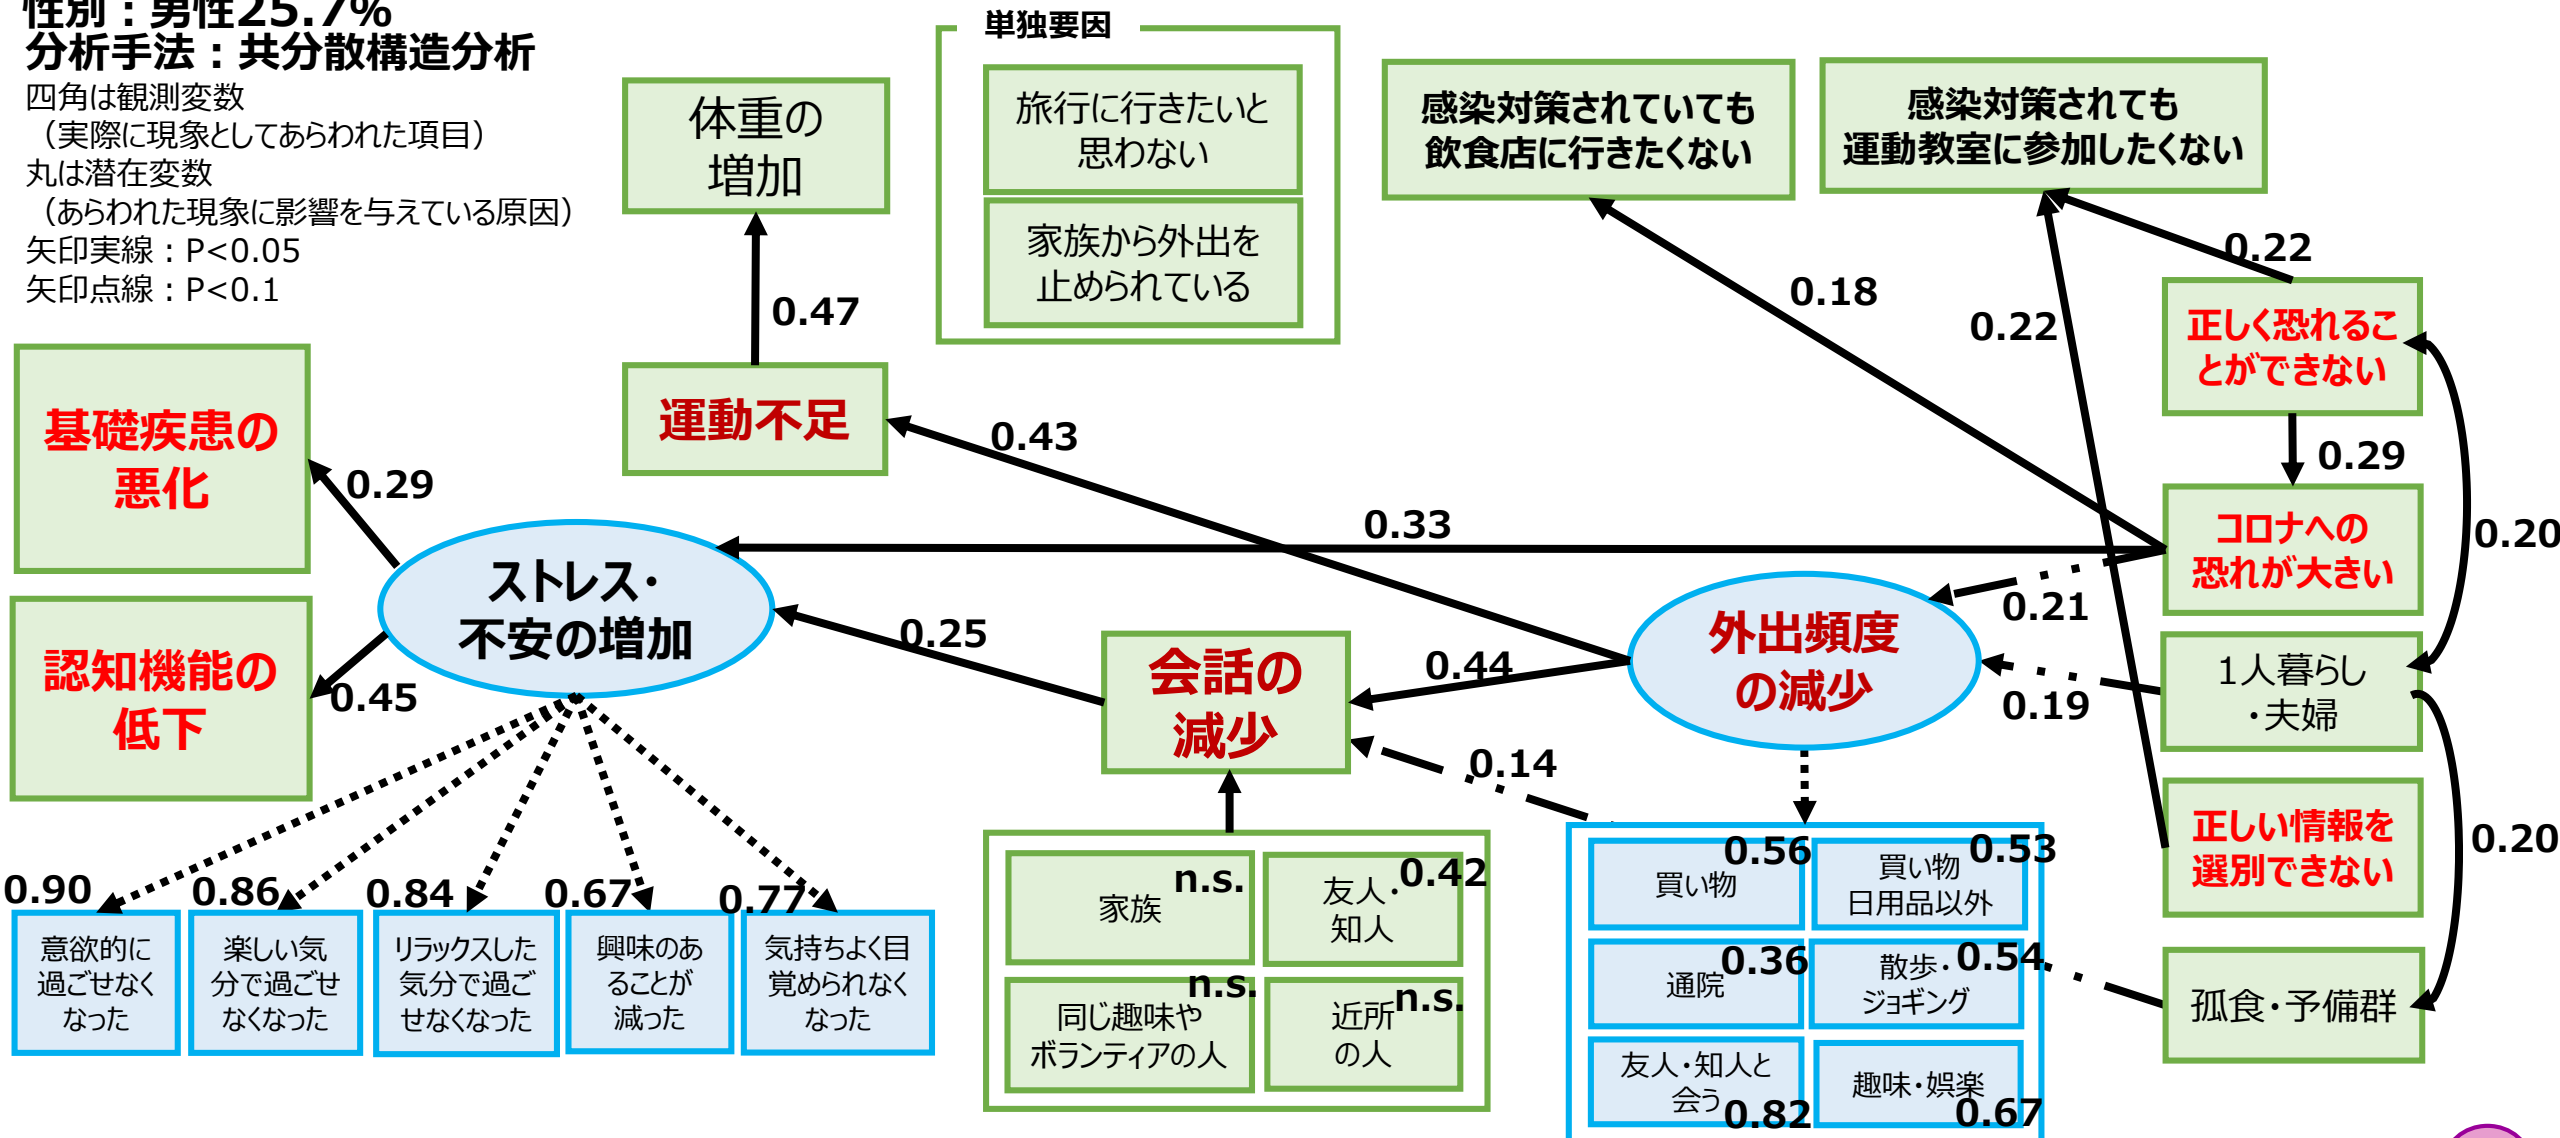 性別：男性25.7%
分析手法：共分散構造分析
四角は観測変数
（実際に現象としてあらわれた項目）
丸は潜在変数
（あらわれた現象に影響を与えている原因）
矢印実線：P<0.05
矢印点線：P<0.1
単独要因
旅行に行きたいと
思わない
家族から外出を
止められている
体重の
増加
0.47
運動不足
感染対策されていても
飲食店に行きたくない
感染対策されても
運動教室に参加したくない
0.22
0.18
0.22
正しく恐れるこ
とができない
0.29
コロナへの
恐れが大きい
0.20
基礎疾患の
悪化
0.29
0.43
0.33
ストレス・
不安の増加
認知機能の
低下
0.45
0.25
会話の
減少
0.44
外出頻度
の減少
0.21
0.19
1人暮らし
・夫婦
0.14
正しい情報を
選別できない
0.20
孤食・予備群
0.90
0.86
0.84
0.67
0.77
意欲的に
過ごせなく
なった
楽しい気
分で過ごせ
なくなった
リラックスした
気分で過ご
せなくなった
興味のあ
ることが
減った
気持ちよく目
覚められなく
なった
家族
n.s.
友人・
知人
0.42
同じ趣味や
ボランティアの人
n.s.
近所
の人
n.s.
買い物
0.56
買い物
日用品以外
0.53
通院
0.36
散歩・
ジョギング
0.54
友人・知人と
会う
0.82
趣味・娯楽
0.67